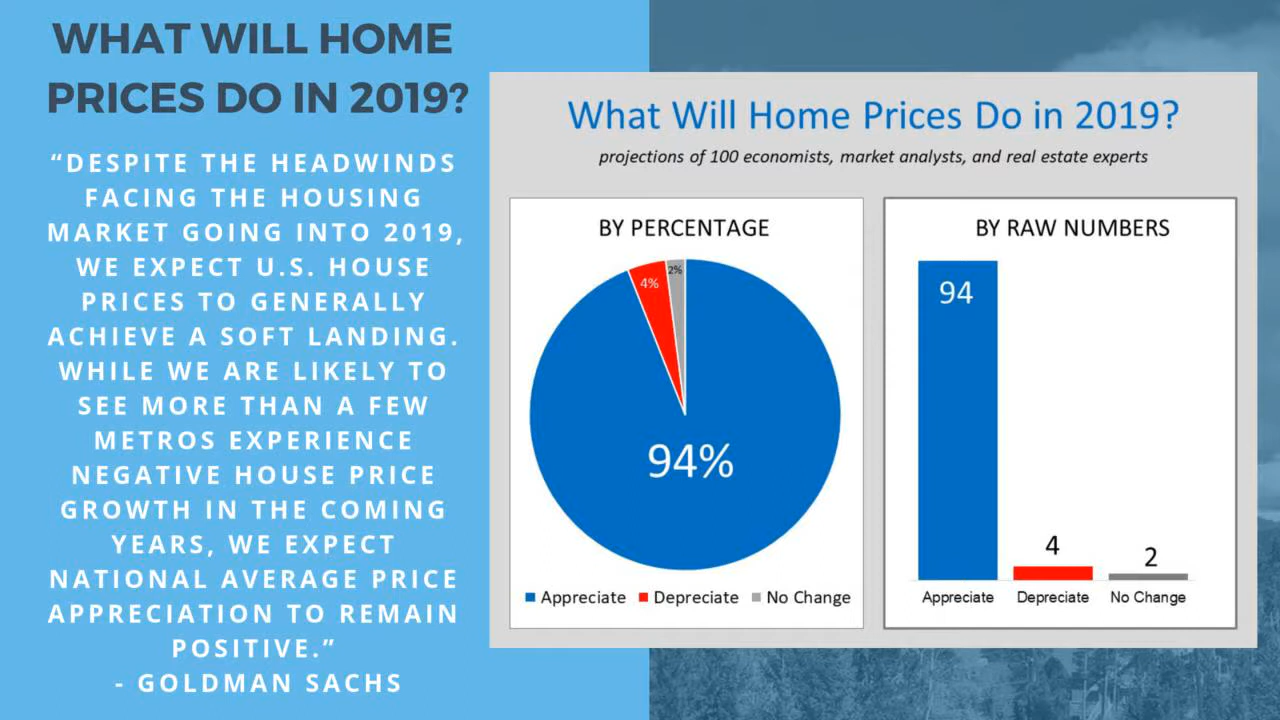 WHAT WILL HOME
PRICES DO IN 2019?
“DESPITE THE HEADWINDS
FACING THE HOUSING
MARKET GOING INTO 2019,
WE EXPECT U.S. HOUSE
PRICES TO GENERALLY
ACHIEVE A SOFT LANDING.
WHILE WE ARE LIKELY TO
SEE MORE THAN A FEW
METROS EXPERIENCE
NEGATIVE HOUSE PRICE
GROWTH IN THE COMING
YEARS, WE EXPECT
NATIONAL AVERAGE PRICE
APPRECIATION TO REMAIN
POSITIVE.”
- GOLDMAN SACHS
What Will Home Prices Do in 2019?
projections of 100 economists, market analysts, and real estate experts
BY PERCENTAGE
4%
2%
94%
Appreciate
Depreciate
No Change
BY RAW NUMBERS
94
4
2
Appreciate
Depreciate
No Change